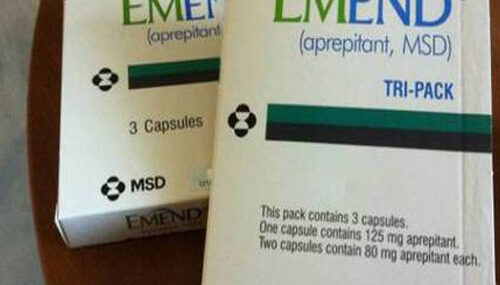 EMEND
(aprepitant
3 Capsules
MSD
EMEND
EMEND
(aprepitant, MSD)
TRI-PACK
This pack contains 3 capsules.
One capsule contains 125 mg aprepitant.
Two capsules contain 80 mg aprepitant each.